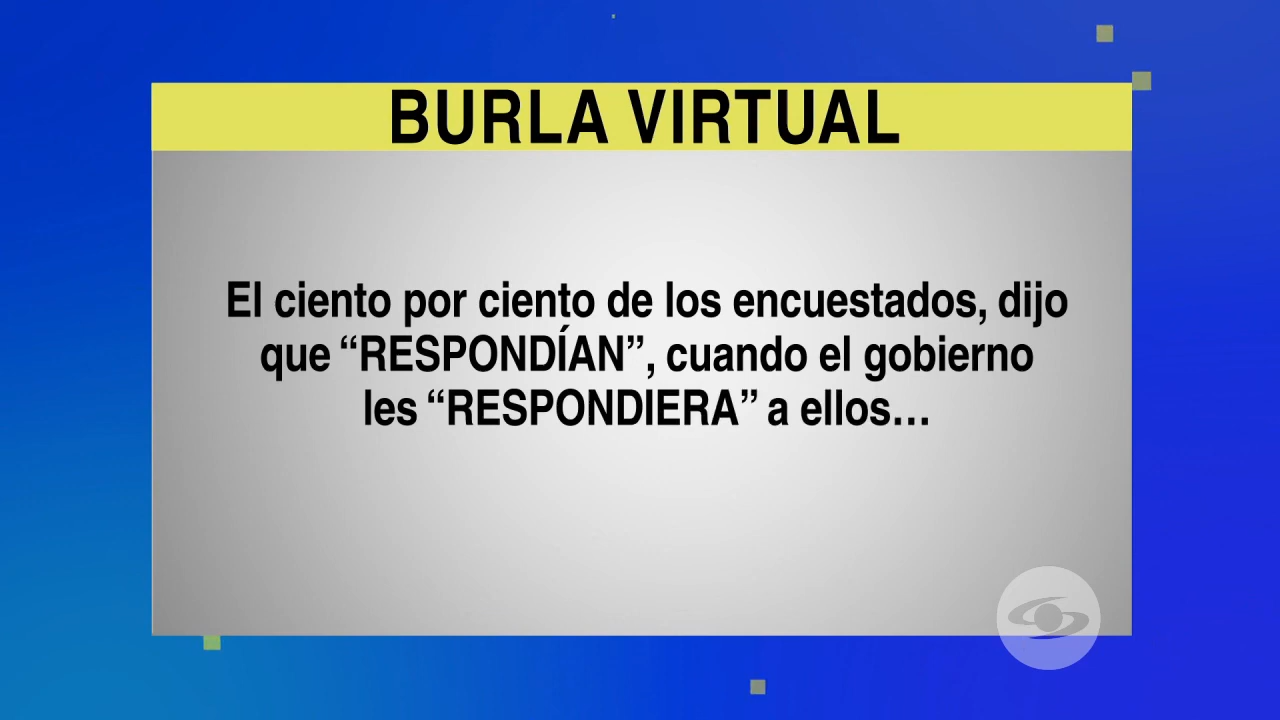 BURLA VIRTUAL
El ciento por ciento de los encuestados, dijo
que “RESPONDÍAN”, cuando el gobierno
les “RESPONDIERA” a ellos…